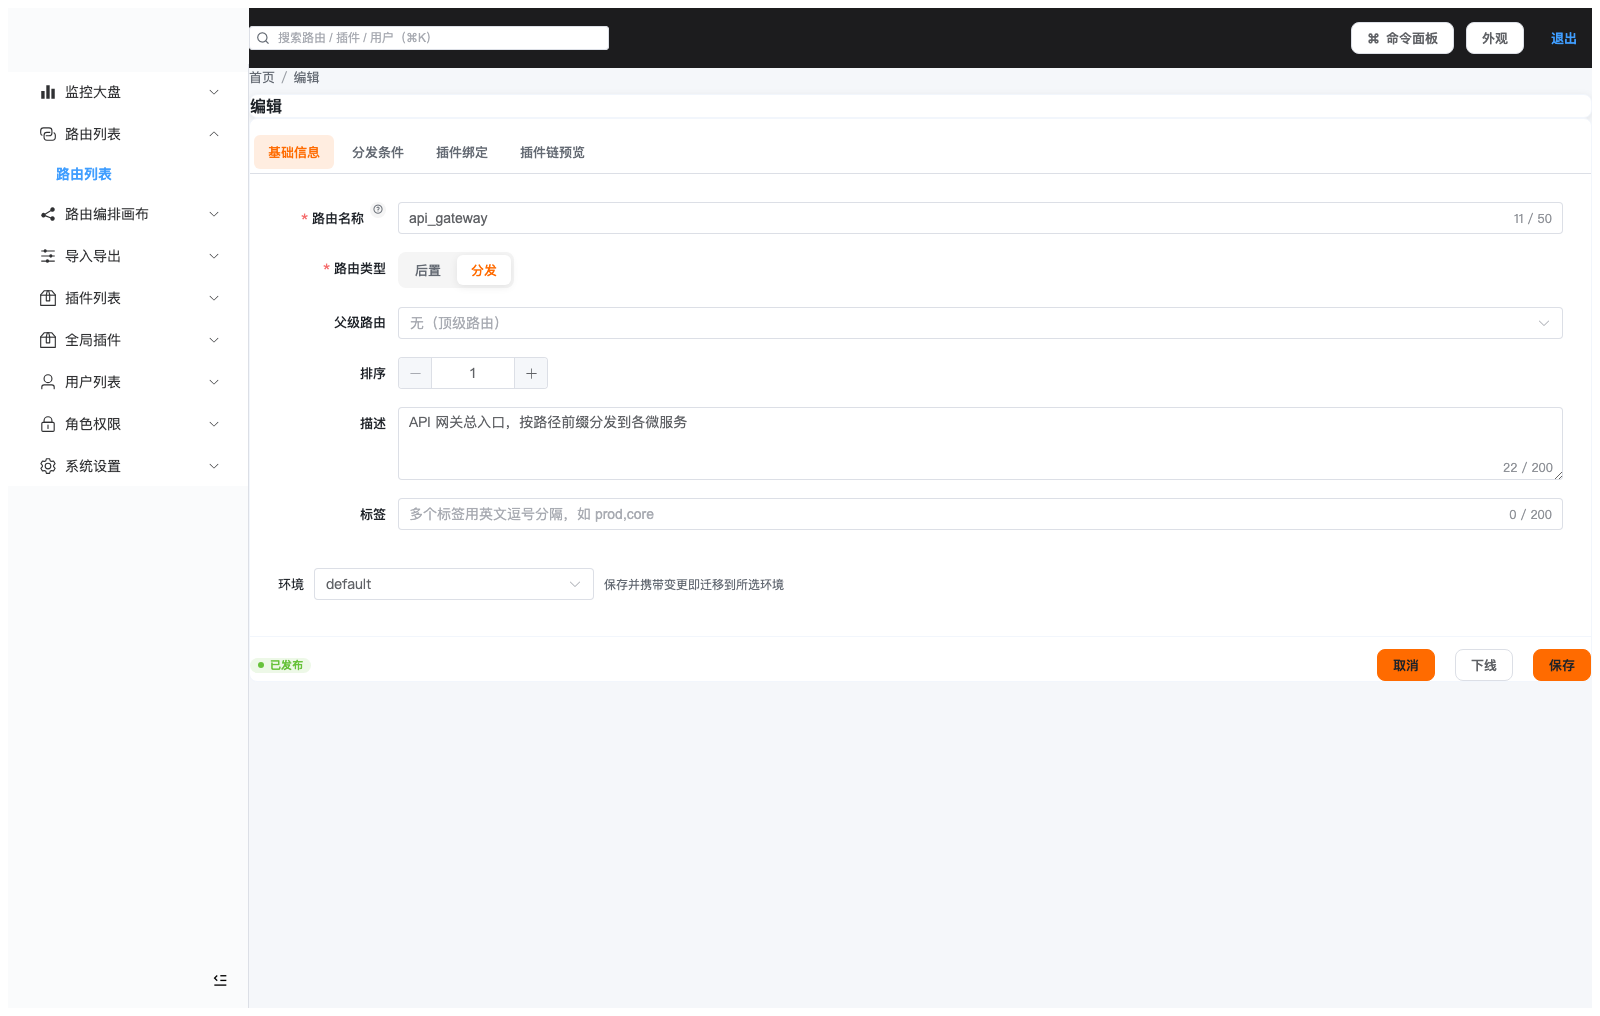 搜索路由 / 插件 / 用户（⌘K）
⌘ 命令面板
外观
退出
监控大盘
路由列表
路由列表
路由编排画布
导入导出
插件列表
全局插件
用户列表
角色权限
系统设置
首页 / 编辑
编辑
基础信息 分发条件 插件绑定 插件链预览
* 路由名称 api_gateway 11 / 50
* 路由类型 后置 分发
父级路由 无（顶级路由）
排序 1
描述 API 网关总入口，按路径前缀分发到各微服务
22 / 200
标签 多个标签用英文逗号分隔，如 prod,core 0 / 200
环境 default 保存并携带变更即迁移到所选环境
已发布 取消 下线 保存